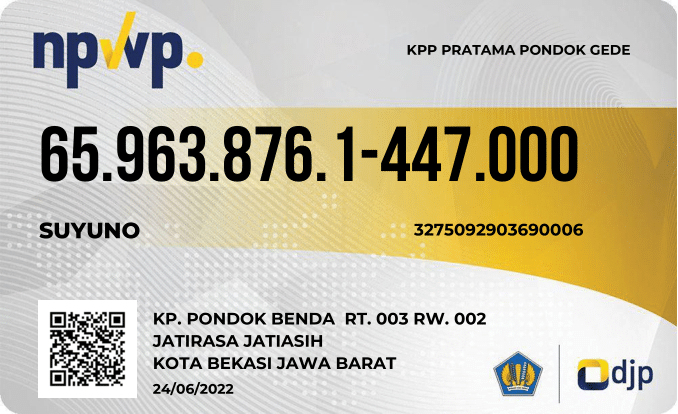 npwp.
KPP PRATAMA PONDOK GEDE
65.963.876.1-447.000
SUYUNO
3275092903690006
KP. PONDOK BENDA RT. 003 RW. 002
JATIRASA JATIASIH
KOTA BEKASI JAWA BARAT
24/06/2022
djp